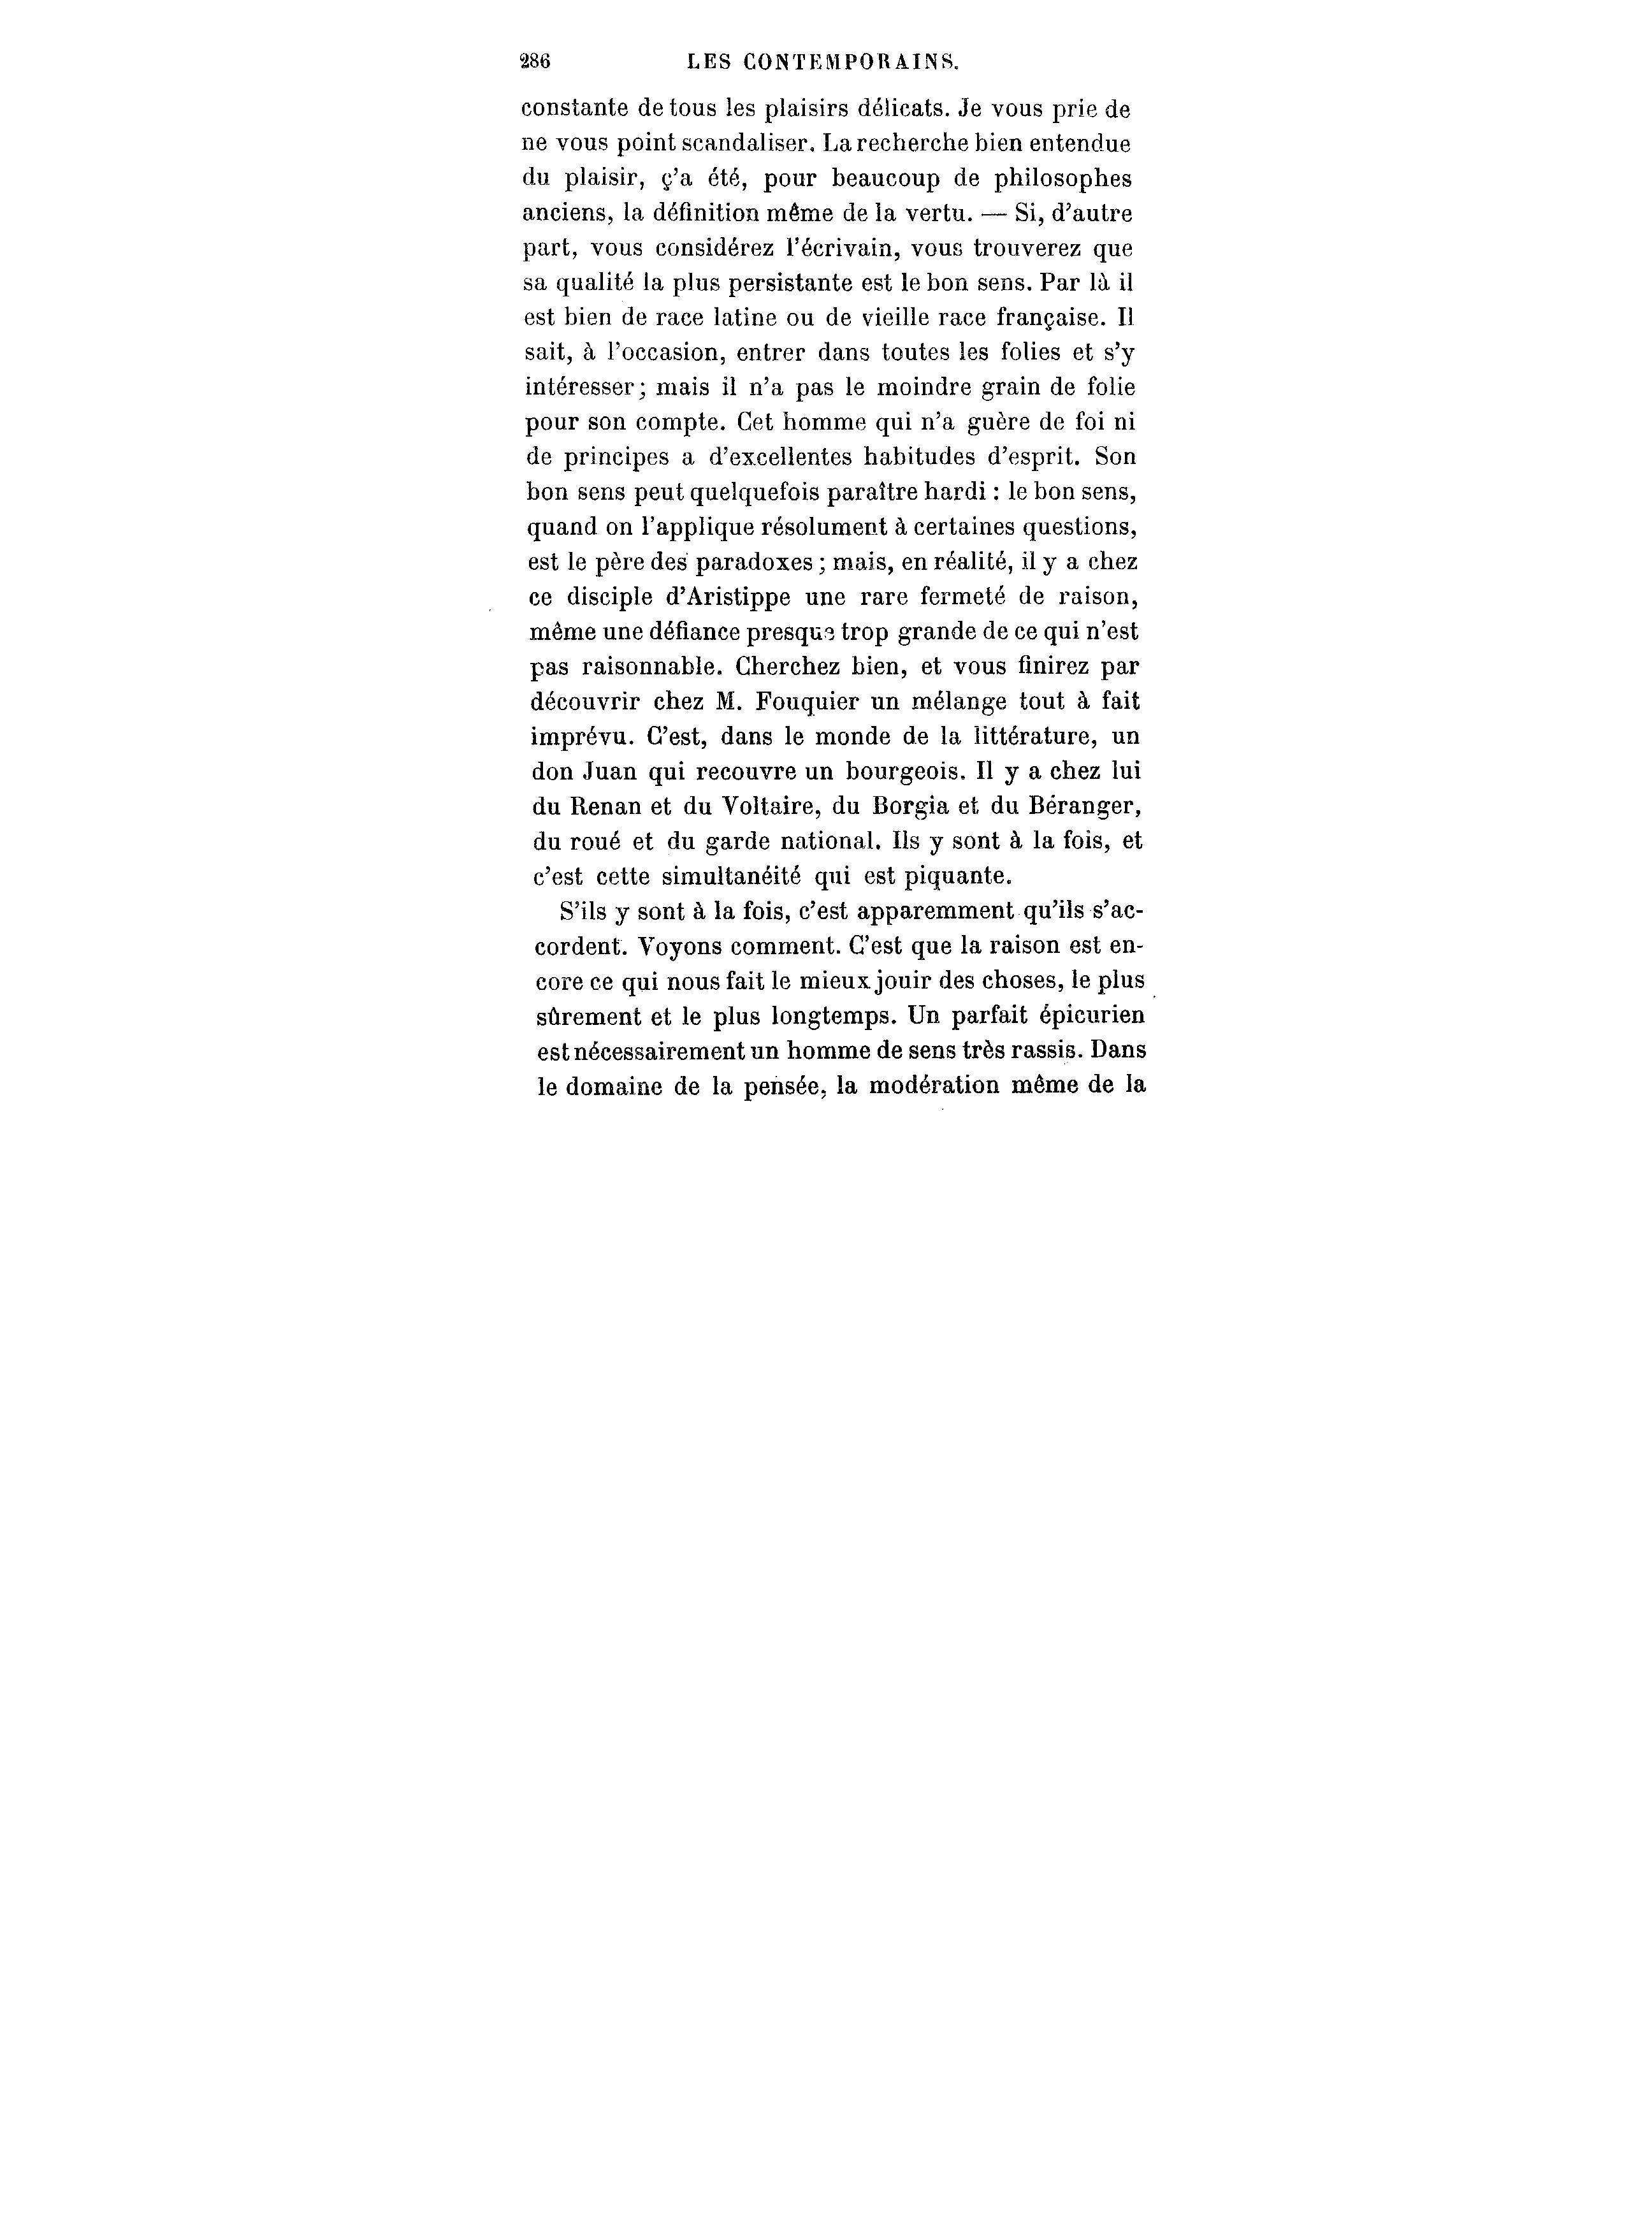 286 LES CONTEMPORAINS.
constante de tous les plaisirs délicats. Je vous prie de
ne vous point scandaliser. La recherche bien entendue
du plaisir, ç'a été, pour beaucoup de philosophes
anciens, la définition même de la vertu. — Si, d'autre
part, vous considérez l'écrivain, vous trouverez que
sa qualité la plus persistante est le bon sens. Par là il
est bien de race latine ou de vieille race française. Il
sait, à l'occasion, entrer dans toutes les folies et s'y
intéresser ; mais il n'a pas le moindre grain de folie
pour son compte. Cet homme qui n'a guère de foi ni
de principes a d'excellentes habitudes d'esprit. Son
bon sens peut quelquefois paraître hardi : le bon sens,
quand on l'applique résolument à certaines questions,
est le père des paradoxes ; mais, en réalité, il y a chez
ce disciple d'Aristippe une rare fermeté de raison,
même une défiance presque trop grande de ce qui n'est
pas raisonnable. Cherchez bien, et vous finirez par
découvrir chez M. Fouquier un mélange tout à fait
imprévu. C'est, dans le monde de la littérature, un
don Juan qui recouvre un bourgeois. Il y a chez lui
du Renan et du Voltaire, du Borgia et du Béranger,
du roué et du garde national. Ils y sont à la fois, et
c'est cette simultanéité qui est piquante.
S'ils y sont à la fois, c'est apparemment qu'ils s'ac-
cordent. Voyons comment. C'est que la raison est en-
core ce qui nous fait le mieux jouir des choses, le plus
sûrement et le plus longtemps. Un parfait épicurien
est nécessairement un homme de sens très rassis. Dans
le domaine de la pensée, la modération même de la